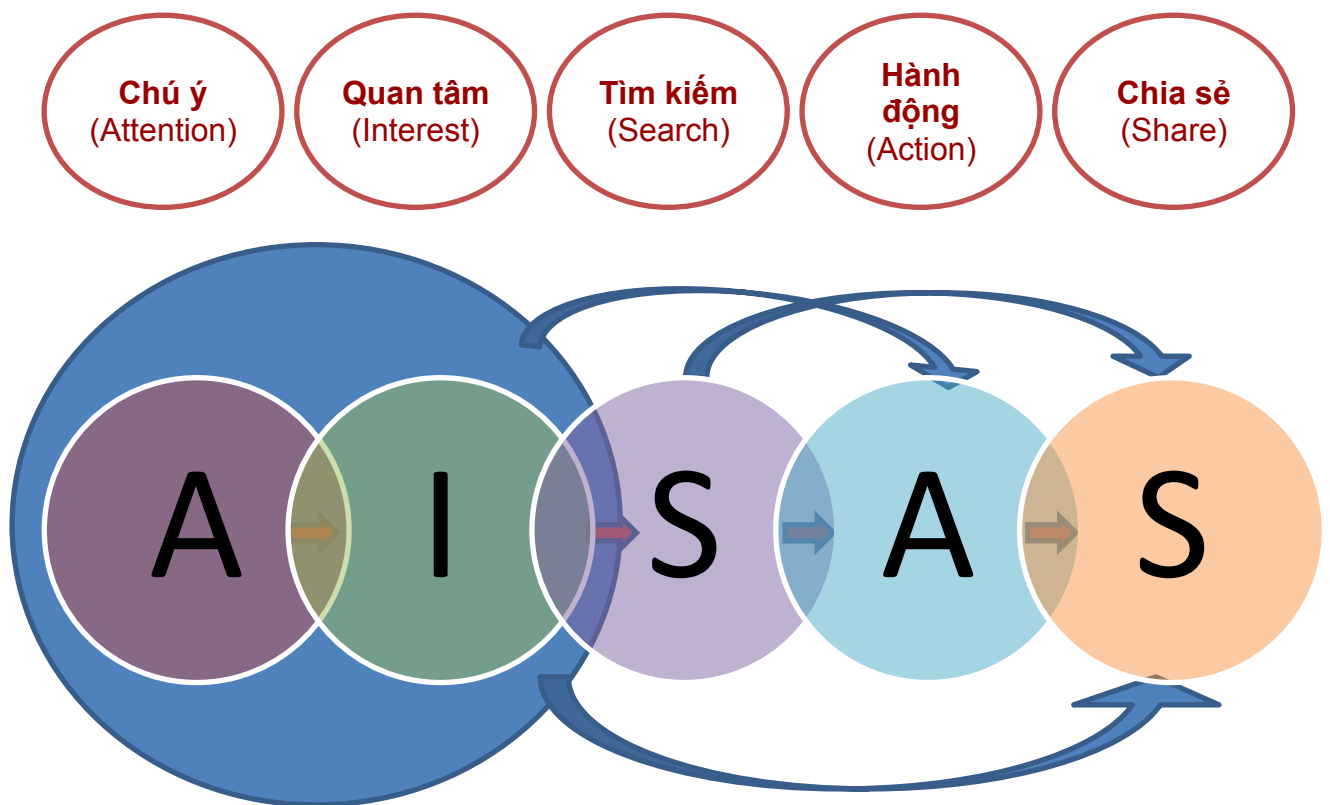 Chú ý
(Attention)
Quan tâm
(Interest)
Tìm kiếm
(Search)
Hành
động
(Action)
Chia sẻ
(Share)
A
I
S
A
S